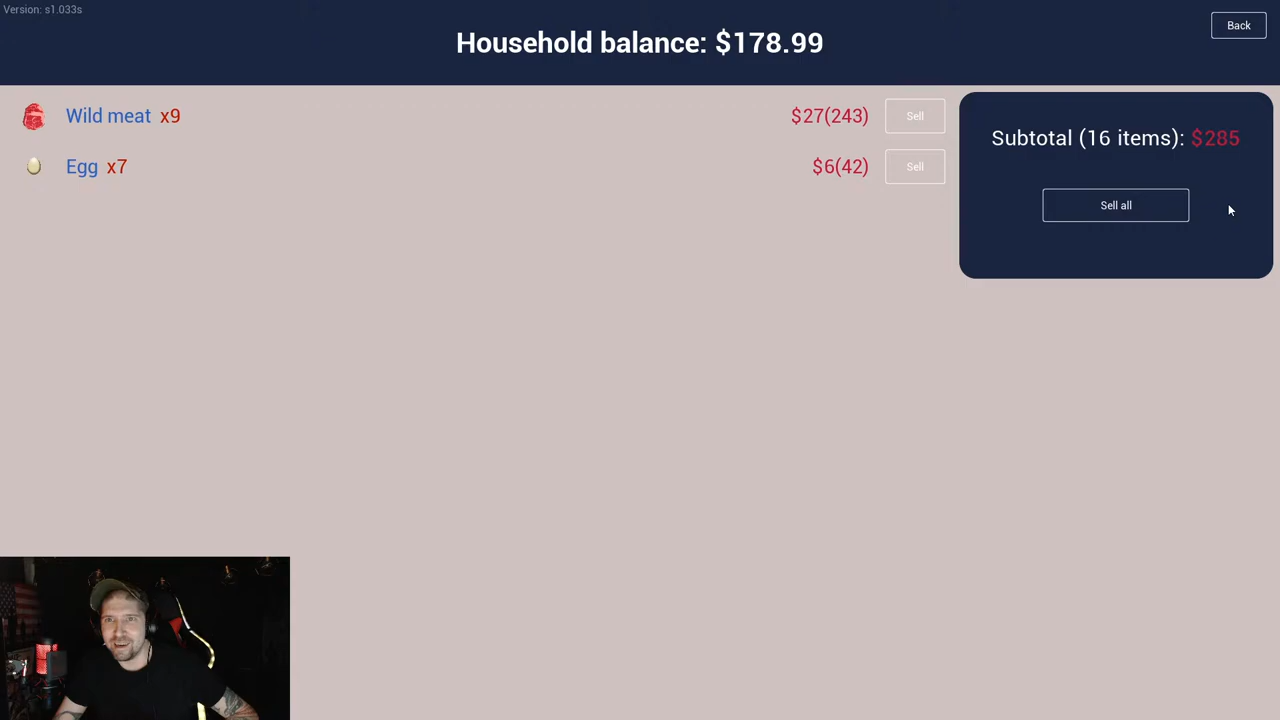 Version: s1.033s
Household balance: $178.99
Back
Wild meat x9 $27(243) Sell
Egg x7 $6(42) Sell
Subtotal (16 items): $285
Sell all